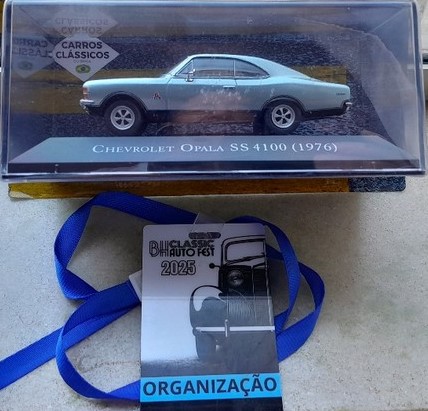 CARROS
CLÁSSICOS
CHEVROLET OPALA SS 4100 (1976)
BH CLASSIC
AUTO FEST
2025
ORGANIZAÇÃO